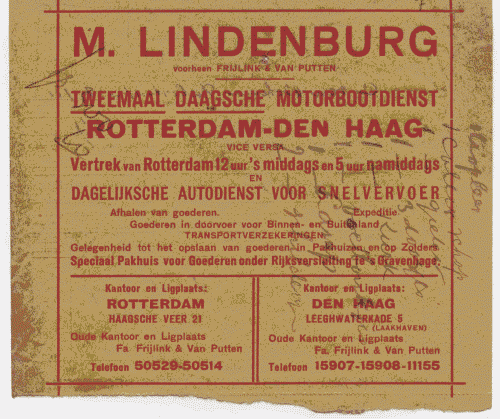 M. LINDENBURG
voorheen FRIJLINK & VAN PUTTEN
TWEEMAAL DAAGSCHE MOTORBOOTDIENST
ROTTERDAM-DEN HAAG
VICE VERSA
Vertrek van Rotterdam 12 uur 's middags en 5 uur namiddags
EN
DAGELIJKSCHE AUTODIENST VOOR SNELVERVOER
Afhalen van goederen. Expeditie.
Goederen in doorvoer voor Binnen- en Buitenland
TRANSPORTVERZEKERINGEN
Gelegenheid tot het opslaan van goederen in Pakhuizen en op Zolders.
Speciaal Pakhuis voor Goederen onder Rijksversluiting te 's Gravenhage.
Kantoor en Ligplaats:
ROTTERDAM
HAAGSCHE VEER 21
Oude Kantoor en Ligplaats
Fa. Frijlink & Van Putten
Telefoon 50529-50514
Kantoor en Ligplaats:
DEN HAAG
LEEGHWATERKADE 5
(LAAKHAVEN)
Oude Kantoor en Ligplaats
Fa. Frijlink & Van Putten
Telefoon 15907-15908-11155